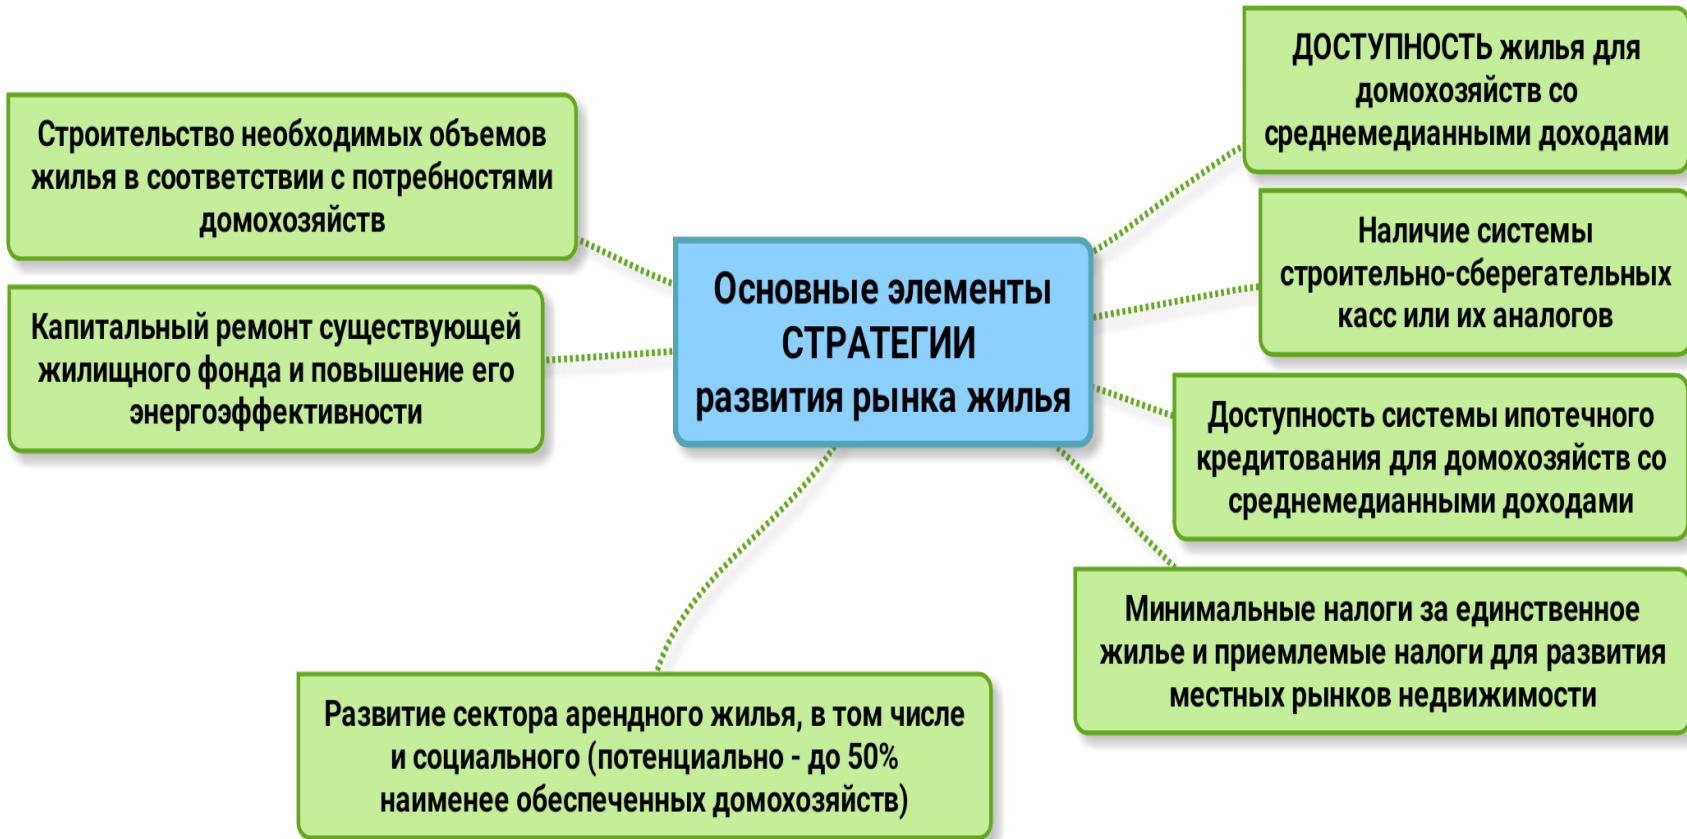 Основные элементы
СТРАТЕГИИ
развития рынка жилья
Строительство необходимых объемов
жилья в соответствии с потребностями
домохозяйств
Капитальный ремонт существующей
жилищного фонда и повышение его
энергоэффективности
ДОСТУПНОСТЬ жилья для
домохозяйств со
среднемедианными доходами
Наличие системы
строительно-сберегательных
касс или их аналогов
Доступность системы ипотечного
кредитования для домохозяйств со
среднемедианными доходами
Минимальные налоги за единственное
жилье и приемлемые налоги для развития
местных рынков недвижимости
Развитие сектора арендного жилья, в том числе
и социального (потенциально - до 50%
наименее обеспеченных домохозяйств)